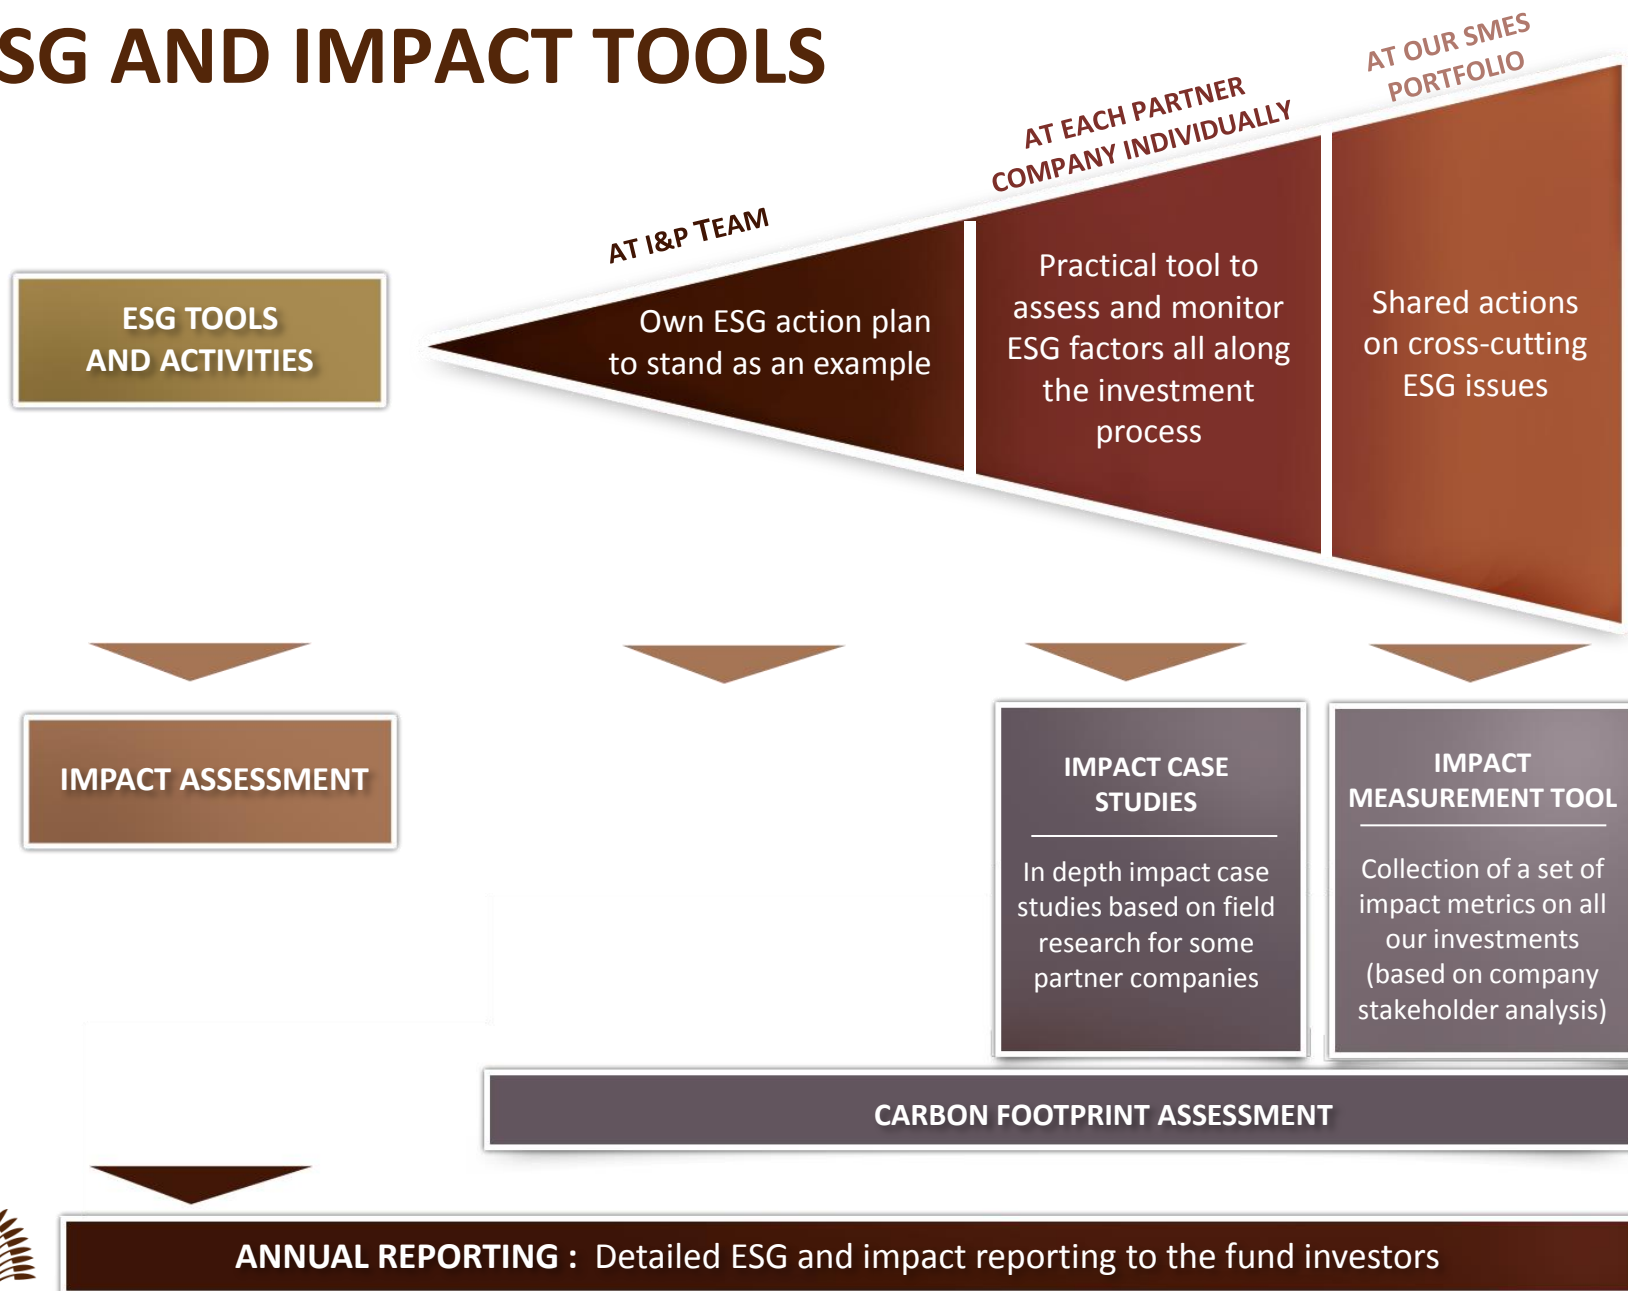 SG AND IMPACT TOOLS
AT I&P TEAM
AT EACH PARTNER
COMPANY INDIVIDUALLY
AT OUR SMES
PORTFOLIO
ESG TOOLS
AND ACTIVITIES
Own ESG action plan
to stand as an example
Practical tool to
assess and monitor
ESG factors all along
the investment
process
Shared actions
on cross-cutting
ESG issues
IMPACT ASSESSMENT
IMPACT CASE
STUDIES
In depth impact case
studies based on field
research for some
partner companies
IMPACT
MEASUREMENT TOOL
Collection of a set of
impact metrics on all
our investments
(based on company
stakeholder analysis)
CARBON FOOTPRINT ASSESSMENT
ANNUAL REPORTING : Detailed ESG and impact reporting to the fund investors